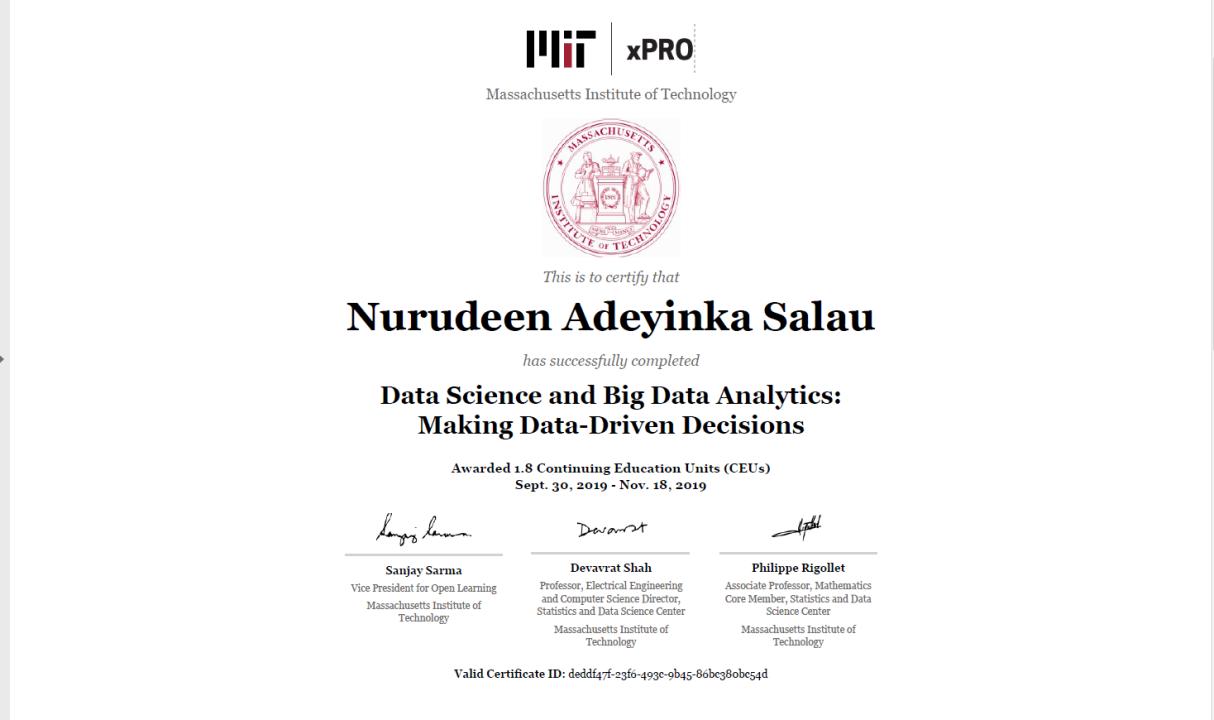 MIT xPRO
Massachusetts Institute of Technology
MASSACHUSETTS
INSTITUTE OF TECHNOLOGY
This is to certify that
Nurudeen Adeyinka Salau
has successfully completed
Data Science and Big Data Analytics:
Making Data-Driven Decisions
Awarded 1.8 Continuing Education Units (CEUs)
Sept. 30, 2019 - Nov. 18, 2019
Sanjay Sarma
Vice President for Open Learning
Massachusetts Institute of
Technology
Devavrat
Devavrat Shah
Professor, Electrical Engineering
and Computer Science Director,
Statistics and Data Science Center
Massachusetts Institute of
Technology
Philippe Rigollet
Associate Professor, Mathematics
Core Member, Statistics and Data
Science Center
Massachusetts Institute of
Technology
Valid Certificate ID: deddf47f-23f6-493c-9b45-86bc380bc54d